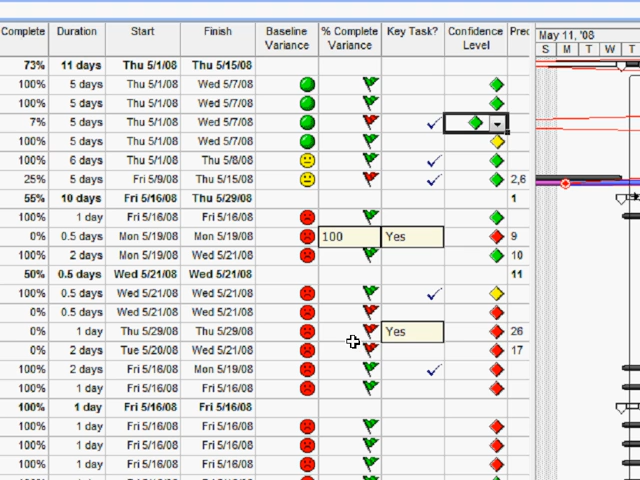 Baseline % Complete Key Task? Confidence
Complete Duration Start Finish Variance Variance Level Pred
May 11, '08
S M T W T
73% 11 days Thu 5/1/08 Thu 5/15/08
100% 5 days Thu 5/1/08 Wed 5/7/08
100% 5 days Thu 5/1/08 Wed 5/7/08
7% 5 days Thu 5/1/08 Wed 5/7/08
100% 5 days Thu 5/1/08 Wed 5/7/08
100% 6 days Thu 5/1/08 Thu 5/8/08
25% 5 days Fri 5/9/08 Thu 5/15/08 2,6
55% 10 days Fri 5/16/08 Thu 5/29/08 1
100% 1 day Fri 5/16/08 Fri 5/16/08
0% 0.5 days Mon 5/19/08 Mon 5/19/08 100 Yes 9
100% 2 days Mon 5/19/08 Wed 5/21/08 10
50% 0.5 days Wed 5/21/08 Wed 5/21/08 11
100% 0.5 days Wed 5/21/08 Wed 5/21/08
0% 0.5 days Wed 5/21/08 Wed 5/21/08
0% 1 day Thu 5/29/08 Thu 5/29/08 Yes 26
0% 2 days Tue 5/20/08 Wed 5/21/08 17
100% 2 days Fri 5/16/08 Mon 5/19/08
100% 1 day Fri 5/16/08 Fri 5/16/08
100% 1 day Fri 5/16/08 Fri 5/16/08
100% 1 day Fri 5/16/08 Fri 5/16/08
100% 1 day Fri 5/16/08 Fri 5/16/08
100% 1 day Fri 5/16/08 Fri 5/16/08